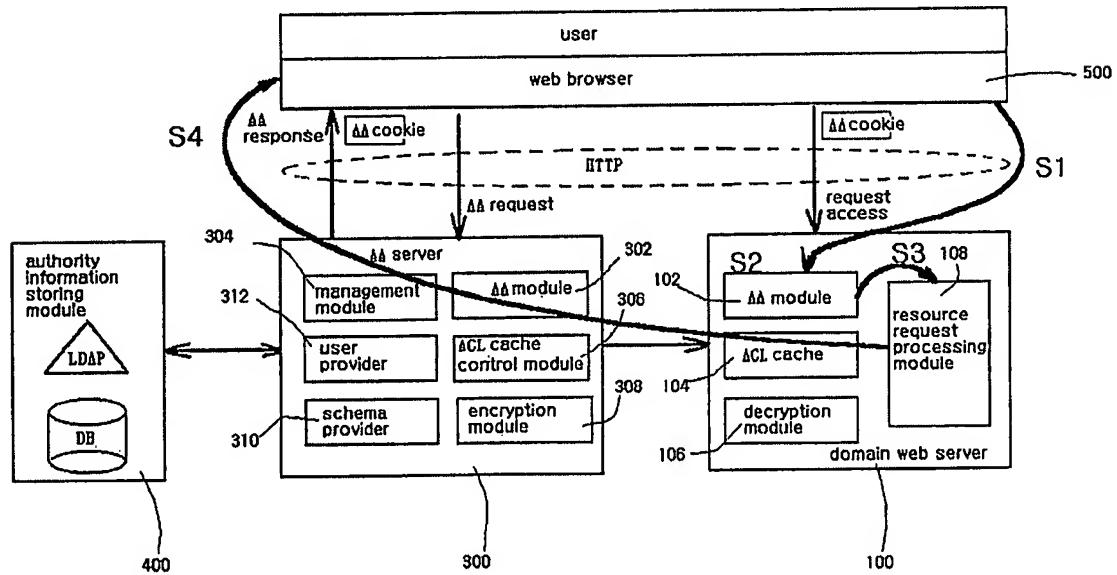 user
web browser
500
S4
AA
response
AA cookie
AA cookie
HTTP
S1
AA request
request
access
304
AA server
302
S2
S3
108
authority
information
storing
module
management
module
AA module
102
AA module
312
306
resource
request
processing
module
LDAP
user
provider
ACL cache
control module
ACL cache
104
308
DB
schema
provider
310
encryption
module
decryption
module
106
domain web server
400
300
100